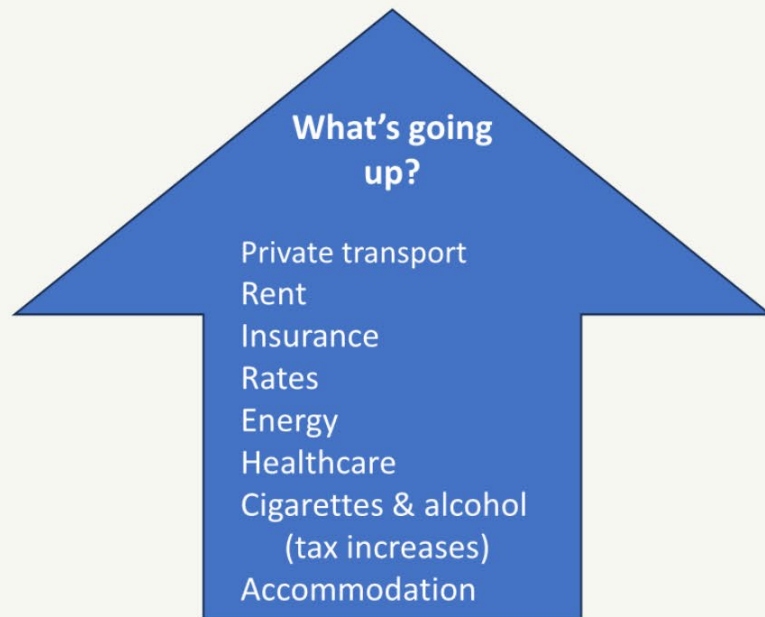 What’s going
up?
Private transport
Rent
Insurance
Rates
Energy
Healthcare
Cigarettes & alcohol
(tax increases)
Accommodation